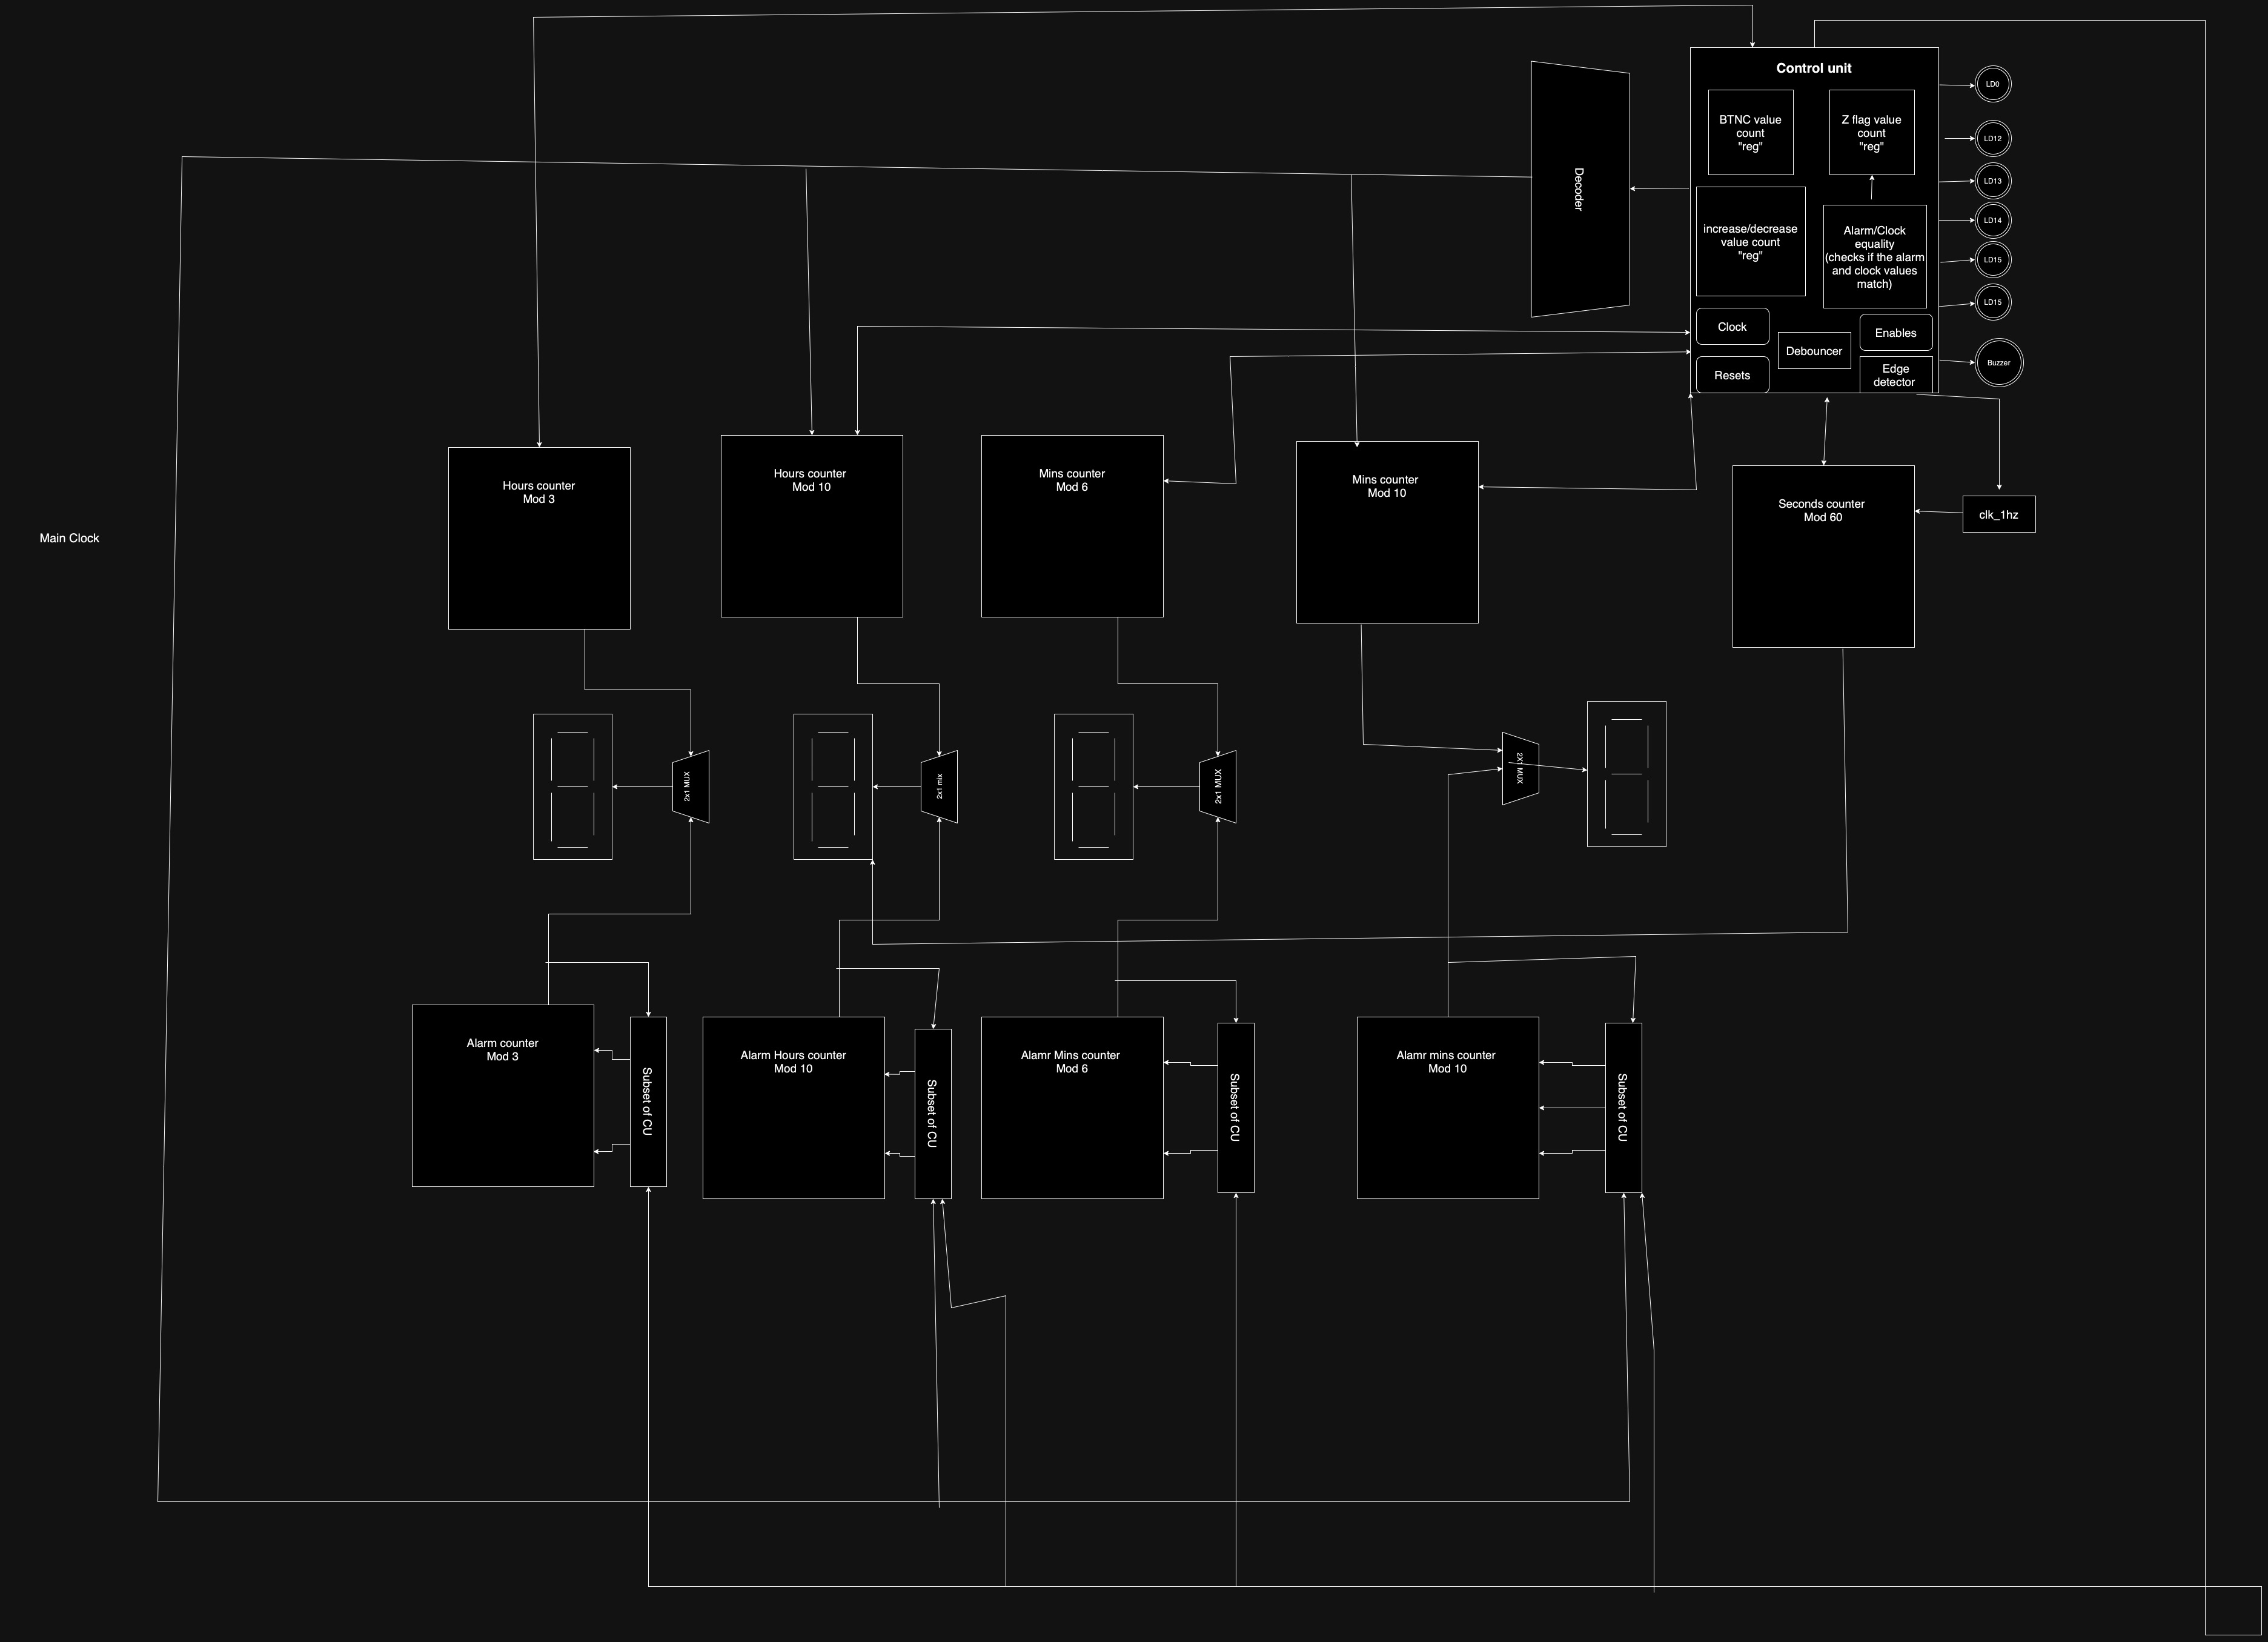 Control unit
LD0
BTNC value
count
"reg"
Z flag value
count
"reg"
LD12
Decoder
LD13
increase/decrease
value count
"reg"
Alarm/Clock
equality
(checks if the alarm
and clock values
match)
LD14
LD15
LD15
Clock
Enables
Debouncer
Resets
Edge
detector
Buzzer
Hours counter
Mod 3
Hours counter
Mod 10
Mins counter
Mod 6
Mins counter
Mod 10
Seconds counter
Mod 60
clk_1hz
Main Clock
2x1 MUX
2x1 mix
2x1 MUX
2X1 MUX
Alarm counter
Mod 3
Subset of CU
Alarm Hours counter
Mod 10
Subset of CU
Alamr Mins counter
Mod 6
Subset of CU
Alamr mins counter
Mod 10
Subset of CU